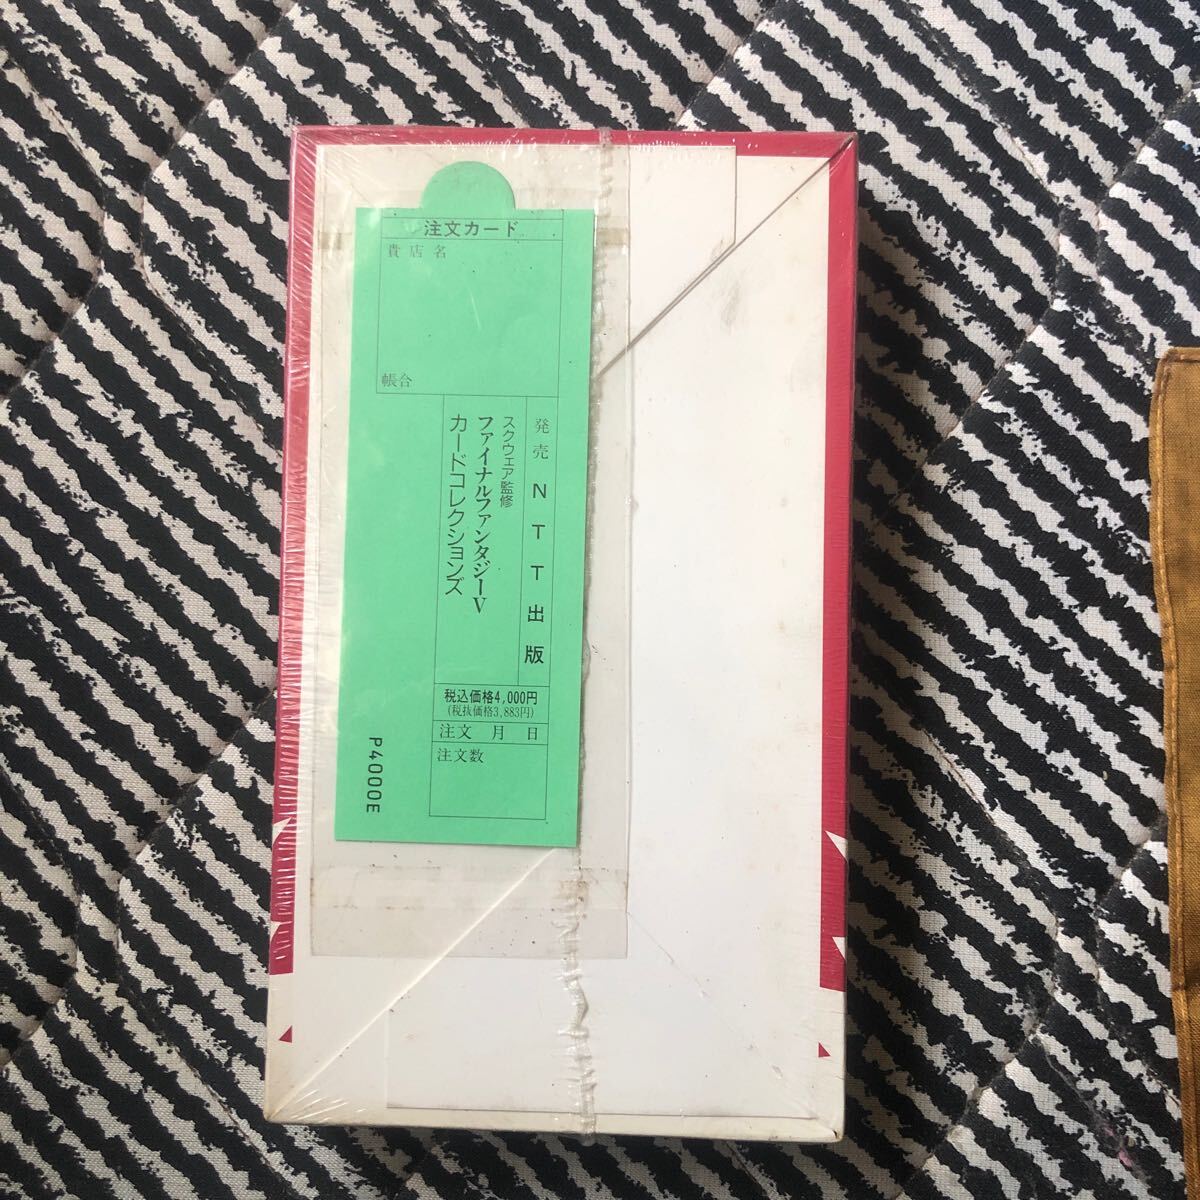 注文カード
貴店名
帳合
発売 NTT出版
スクウェア監修
ファイナルファンタジーV
カードコレクションズ
税込価格4,000円
(税抜価格3,883円)
注文 月 日
注文数
P4000E